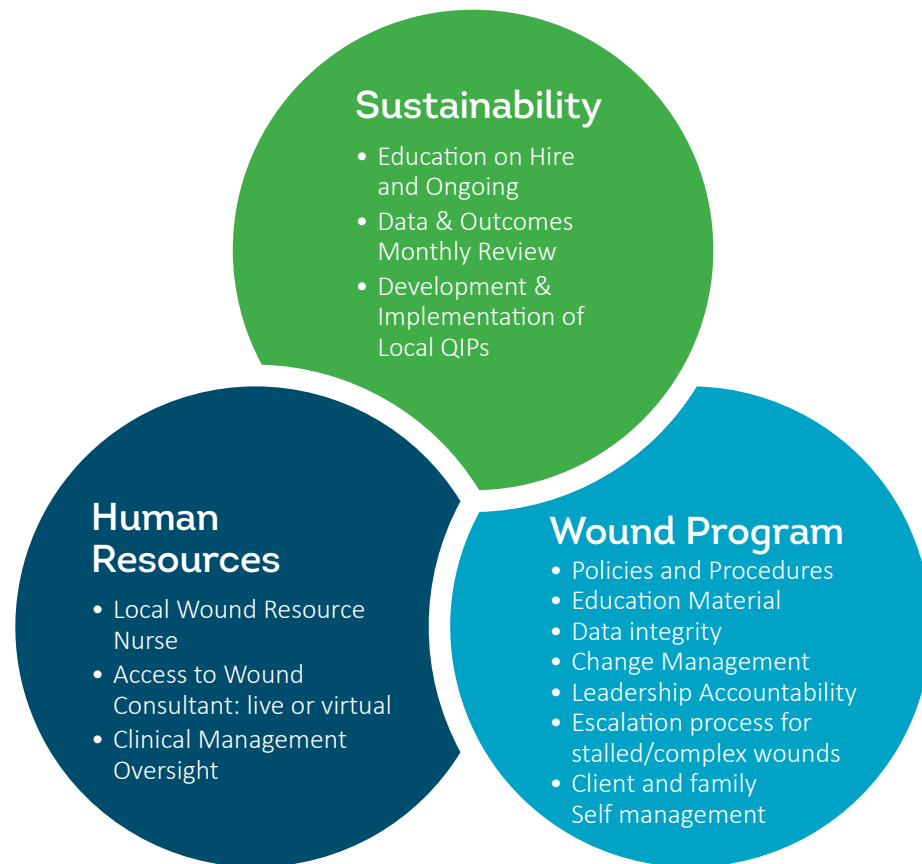 Sustainability
• Education on Hire
and Ongoing
• Data & Outcomes
Monthly Review
• Development &
Implementation of
Local QIPs
Human
Resources
• Local Wound Resource
Nurse
• Access to Wound
Consultant: live or virtual
• Clinical Management
Oversight
Wound Program
• Policies and Procedures
• Education Material
• Data integrity
• Change Management
• Leadership Accountability
• Escalation process for
stalled/complex wounds
• Client and family
Self management